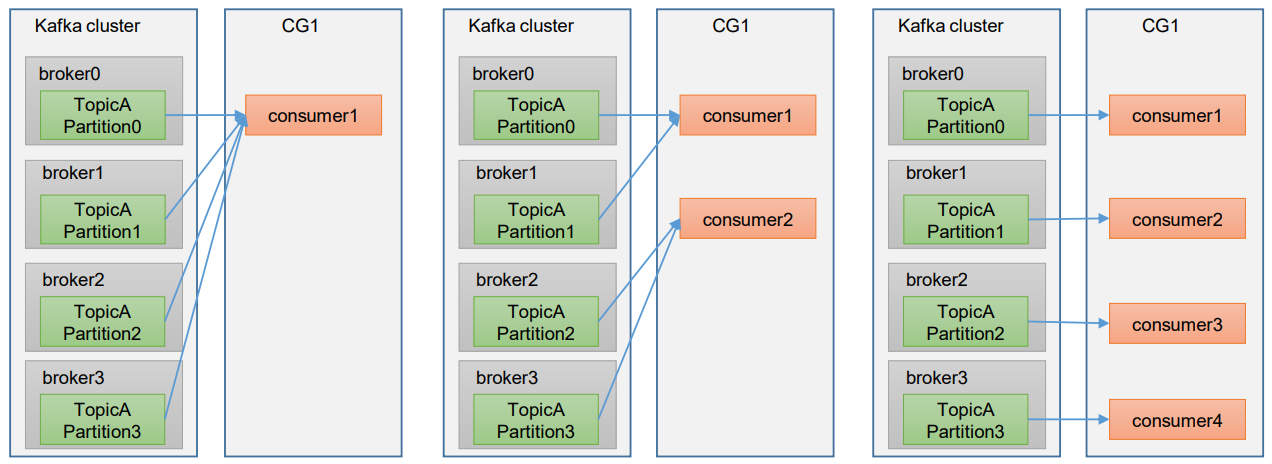 Kafka cluster
CG1
broker0
TopicA
Partition0
consumer1
broker1
TopicA
Partition1
broker2
TopicA
Partition2
broker3
TopicA
Partition3
Kafka cluster
CG1
broker0
TopicA
Partition0
consumer1
broker1
TopicA
Partition1
consumer2
broker2
TopicA
Partition2
broker3
TopicA
Partition3
Kafka cluster
CG1
broker0
TopicA
Partition0
consumer1
broker1
TopicA
Partition1
consumer2
broker2
TopicA
Partition2
consumer3
broker3
TopicA
Partition3
consumer4